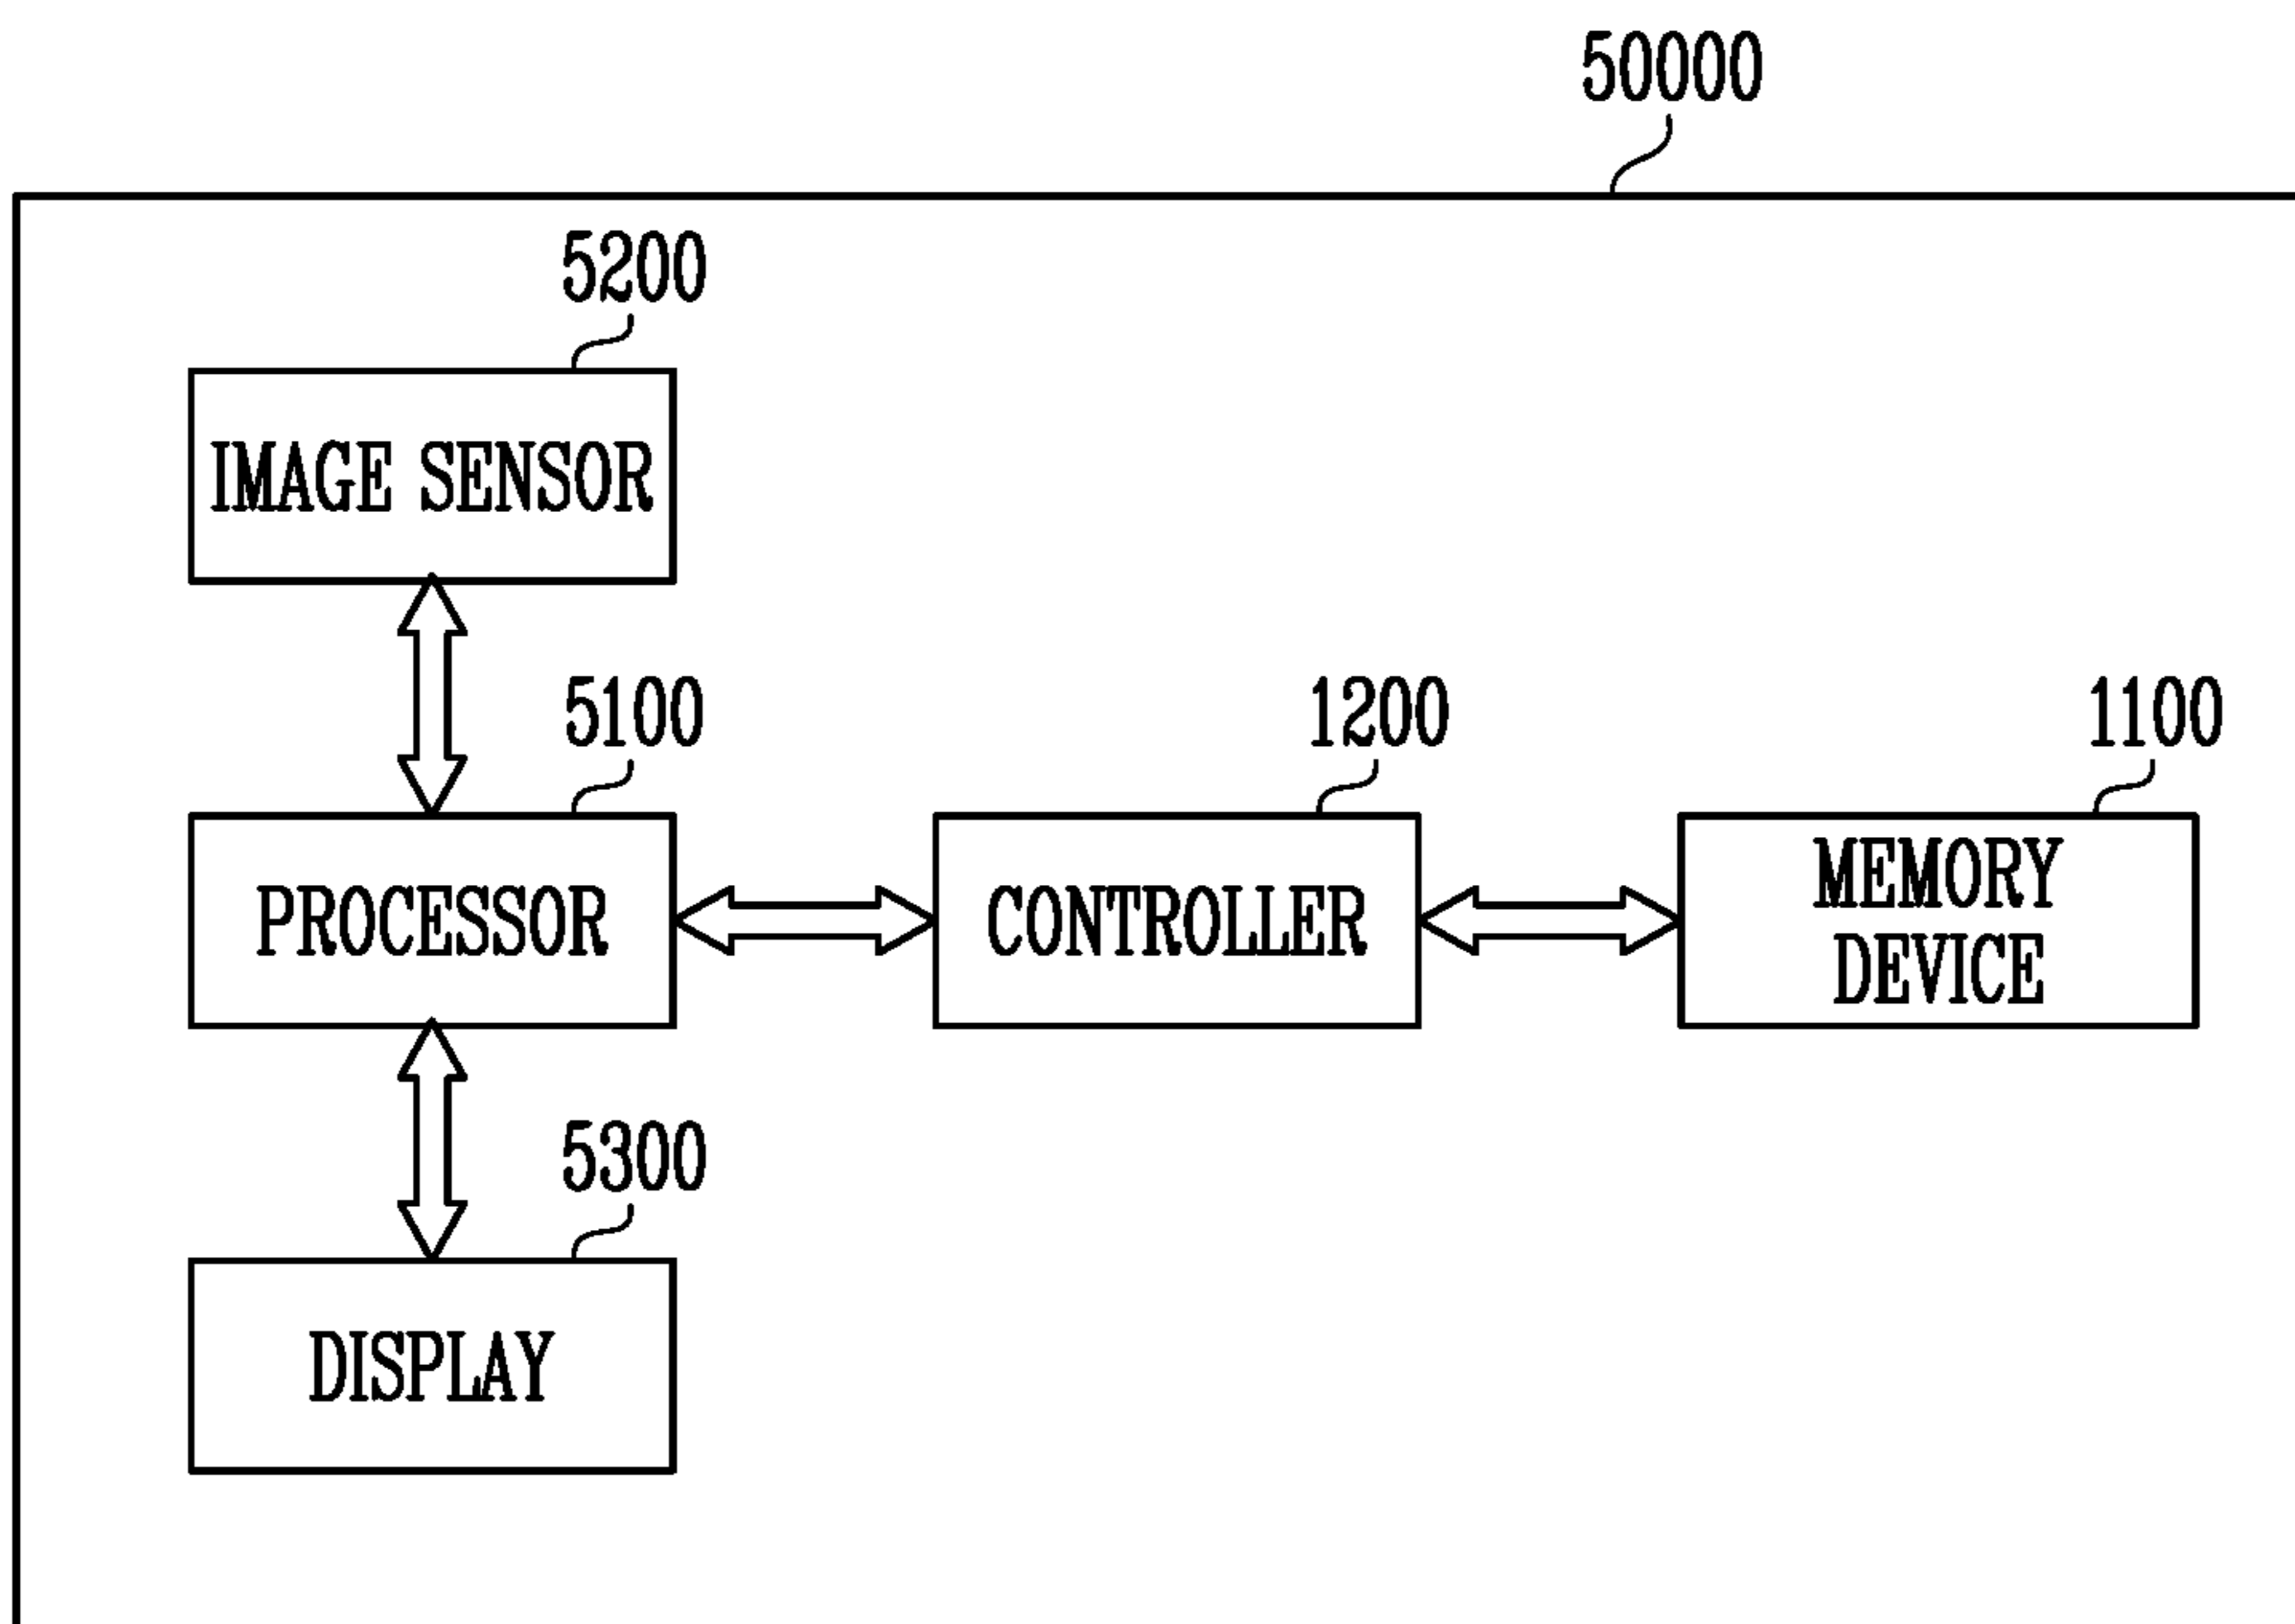 50000
5200
IMAGE SENSOR
5100
1200
1100
PROCESSOR
CONTROLLER
MEMORY
DEVICE
5300
DISPLAY